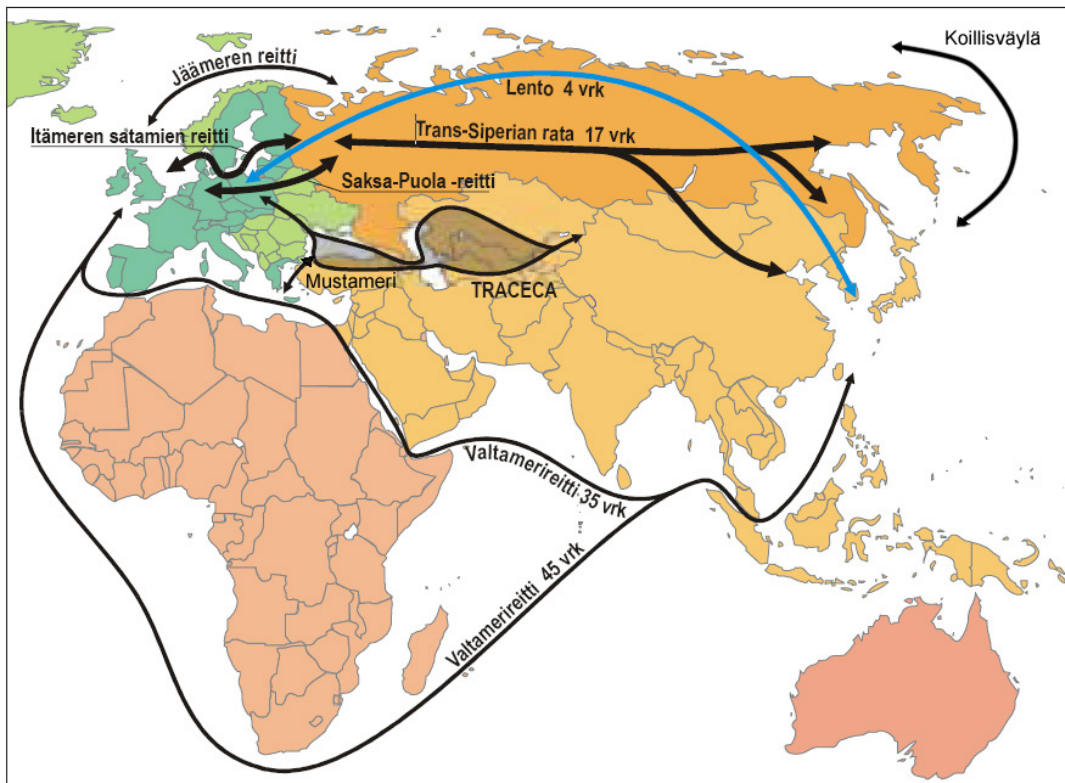 Koillisväylä
Jäämeren reitti
Lento 4 vrk
Itämeren satamien reitti
Trans-Siperian rata 17 vrk
Saksa-Puola -reitti
Mustameri
TRACECA
Valtamerireitti 35 vrk
Valtamerireitti 45 vrk